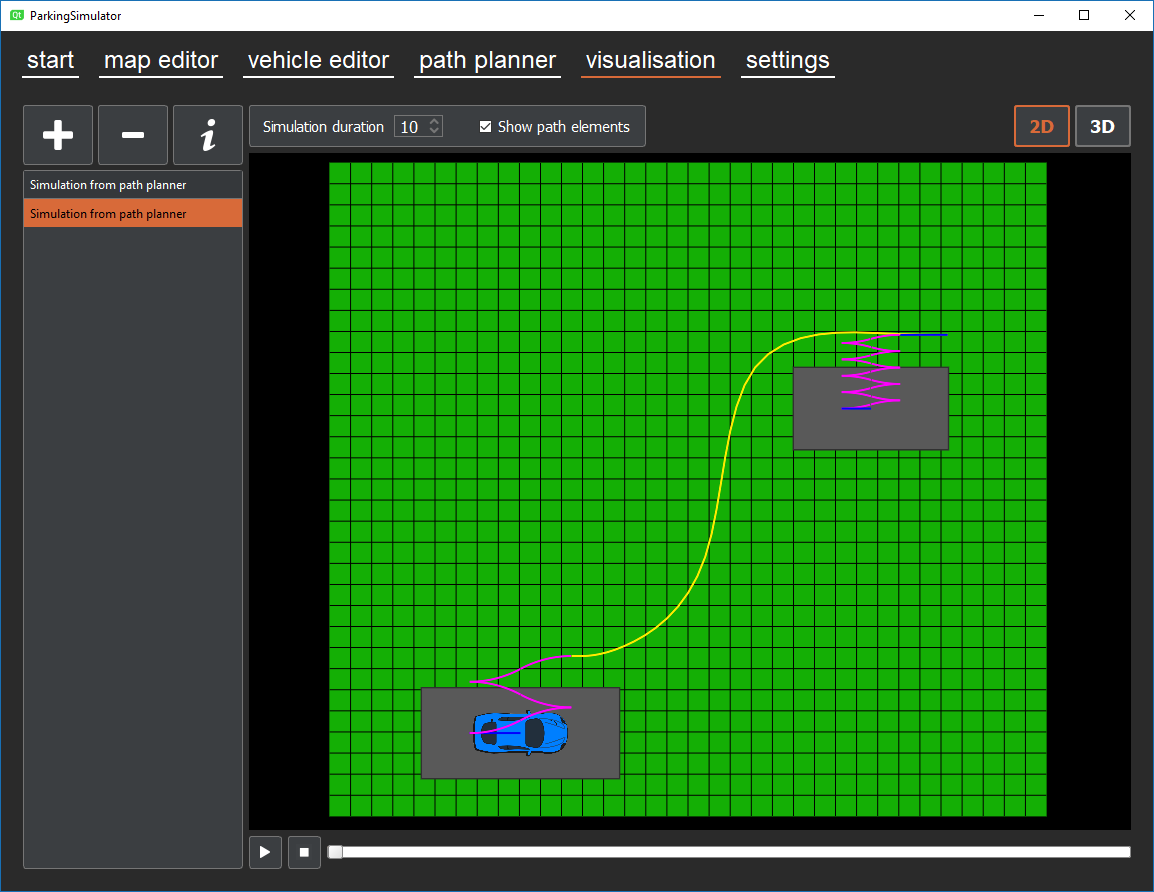 Qt ParkingSimulator
start map editor vehicle editor path planner visualisation settings
i Simulation duration 10 Show path elements 2D 3D
Simulation from path planner
Simulation from path planner